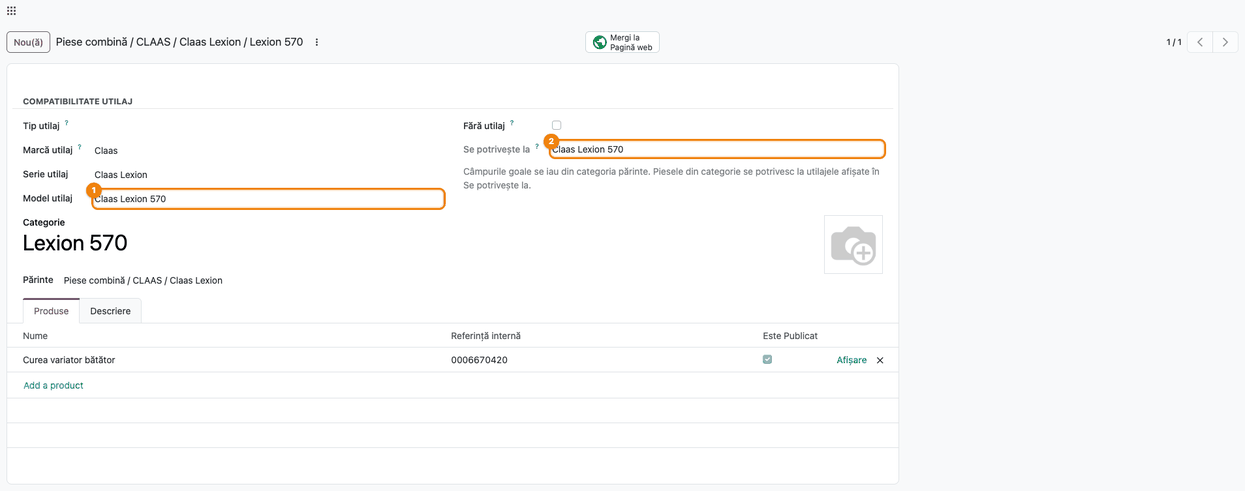 Nou(ă)
Piese combină / CLAAS / Claas Lexion / Lexion 570
Mergi la
Pagină web
1 / 1
COMPATIBILITATE UTILAJ
Tip utilaj ?
Fără utilaj ?
Marcă utilaj ? Claas
2
Se potrivește la ? Claas Lexion 570
Serie utilaj Claas Lexion
Câmpurile goale se iau din categoria părinte. Piesele din categorie se potrivesc la utilajele afișate în
Se potrivește la.
1
Model utilaj Claas Lexion 570
Categorie
Lexion 570
Părinte Piese combină / CLAAS / Claas Lexion
Produse Descriere
Nume Referință internă Este Publicat
Curea variator bătător 0006670420 Afișare
Add a product